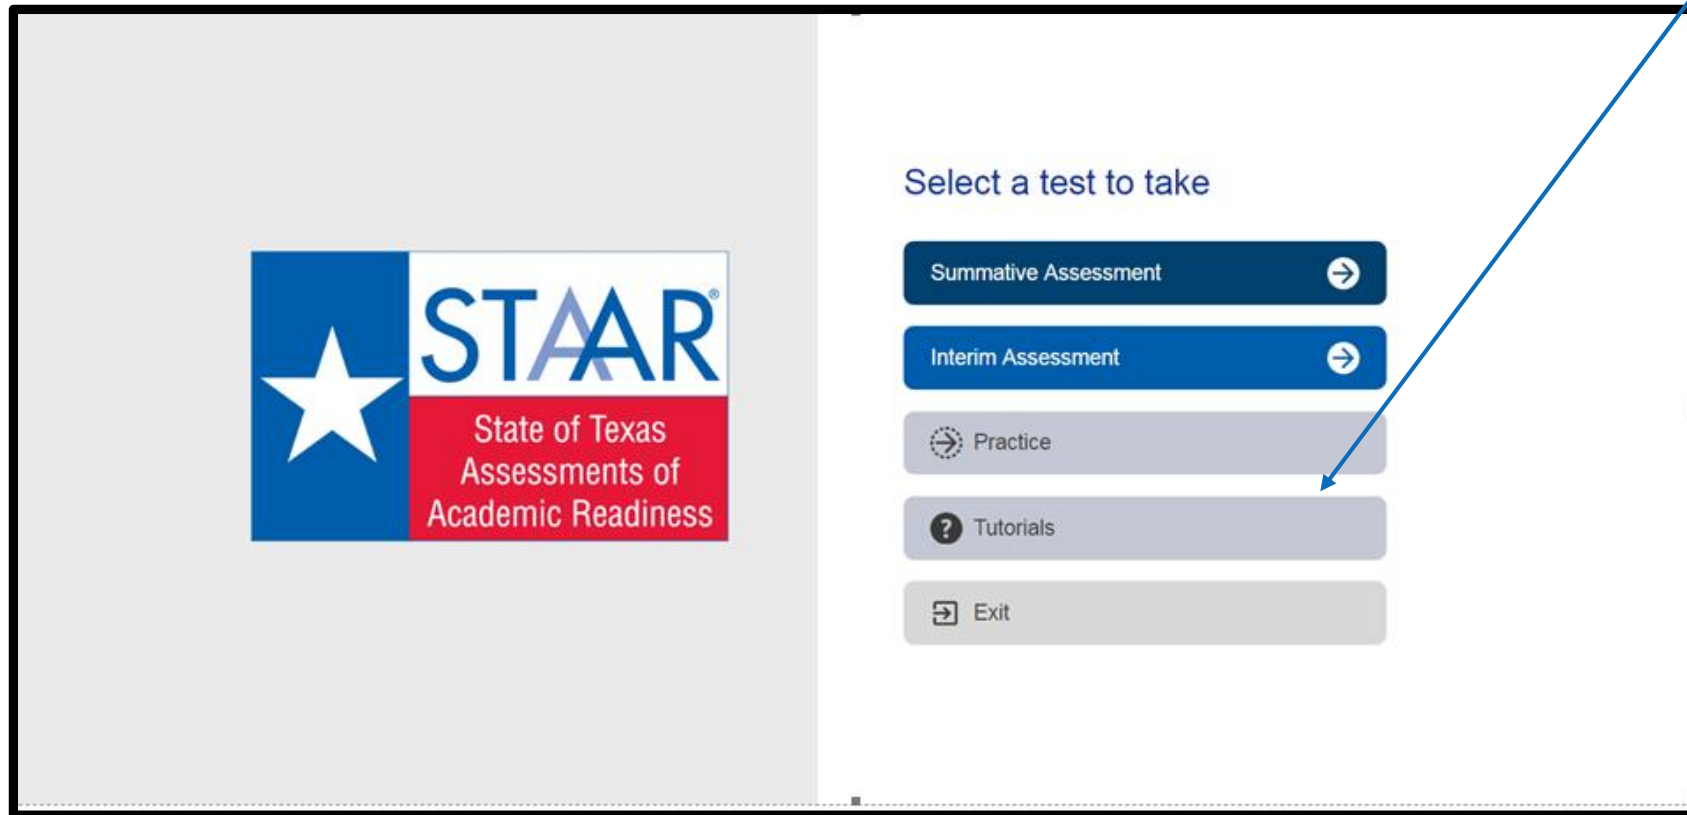 STAAR®
State of Texas
Assessments of
Academic Readiness
Select a test to take
Summative Assessment
Interim Assessment
Practice
Tutorials
Exit